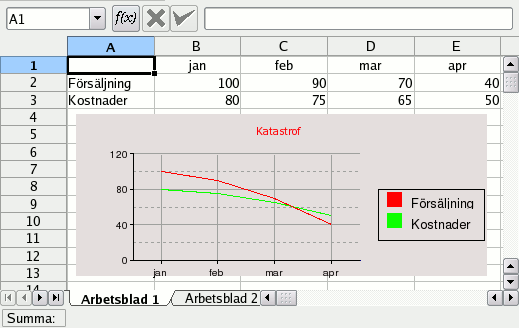 A1 f(x)
A B C D E
1 jan feb mar apr
2 Försäljning 100 90 70 40
3 Kostnader 80 75 65 50
4
5
6
7
8
9
10
11
12
13
14
Katastrof
120
80
40
0
jan feb mar apr
Försäljning
Kostnader
Arbetsblad 1 Arbetsblad 2
Summa: